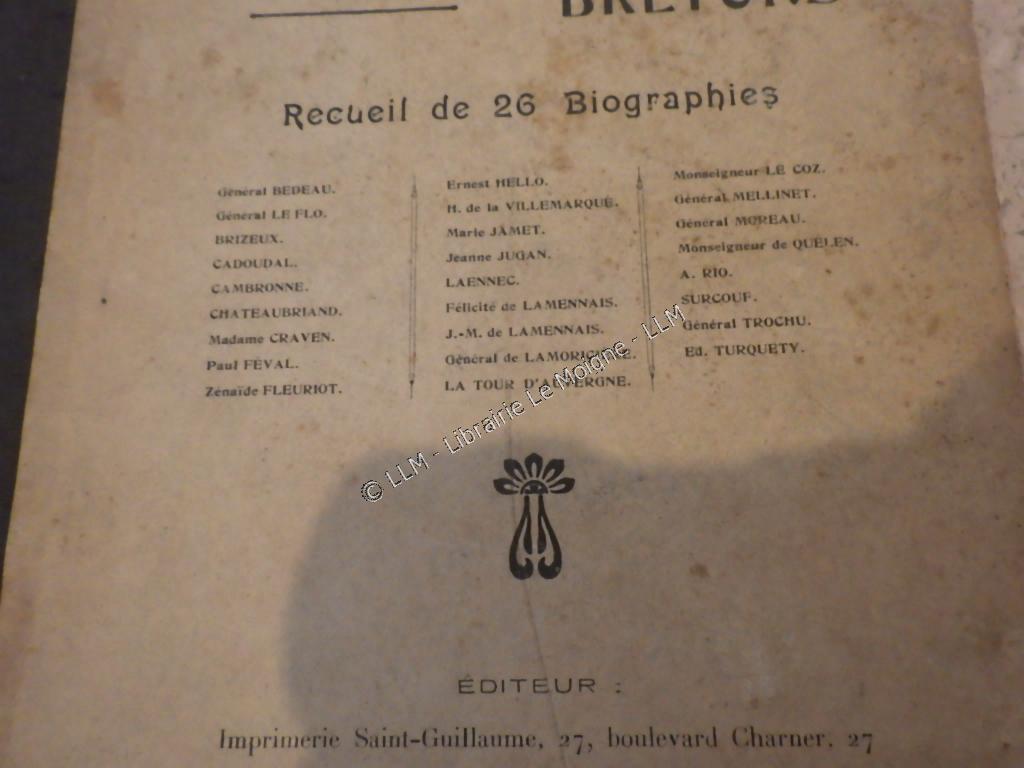 BRETONS
Recueil de 26 Biographies
Général BEDEAU.
Général LE FLO.
BRIZEUX.
CADOUDAL.
CAMBRONNE.
CHATEAUBRIAND.
Madame CRAVEN.
Paul FÉVAL.
Zénaïde FLEURIOT.
Ernest HELLO.
H. de la VILLEMARQUÉ.
Marie JAMET.
Jeanne JUGAN.
LAENNEC.
Félicité de LAMENNAIS.
J.-M. de LAMENNAIS.
Général de LAMORICIÈRE.
LA TOUR D'AUVERGNE.
Monseigneur LE COZ.
Général MELLINET.
Général MOREAU.
Monseigneur de QUÉLEN.
A. RIO.
SURCOUF.
Général TROCHU.
Ed. TURQUETY.
© LLM - Librairie Le Moigne - LLM
ÉDITEUR :
Imprimerie Saint-Guillaume, 27, boulevard Charner, 27